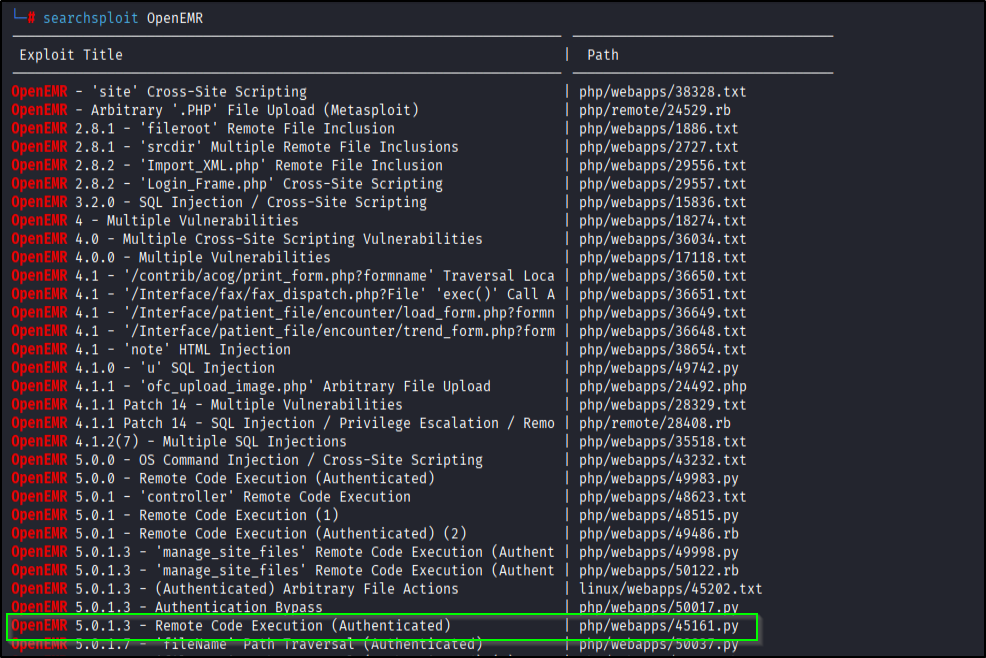 └─# searchsploit OpenEMR
Exploit Title | Path
OpenEMR - 'site' Cross-Site Scripting | php/webapps/38328.txt
OpenEMR - Arbitrary '.PHP' File Upload (Metasploit) | php/remote/24529.rb
OpenEMR 2.8.1 - 'fileroot' Remote File Inclusion | php/webapps/1886.txt
OpenEMR 2.8.1 - 'srcdir' Multiple Remote File Inclusions | php/webapps/2727.txt
OpenEMR 2.8.2 - 'Import_XML.php' Remote File Inclusion | php/webapps/29556.txt
OpenEMR 2.8.2 - 'Login_Frame.php' Cross-Site Scripting | php/webapps/29557.txt
OpenEMR 3.2.0 - SQL Injection / Cross-Site Scripting | php/webapps/15836.txt
OpenEMR 4 - Multiple Vulnerabilities | php/webapps/18274.txt
OpenEMR 4.0 - Multiple Cross-Site Scripting Vulnerabilities | php/webapps/36034.txt
OpenEMR 4.0.0 - Multiple Vulnerabilities | php/webapps/17118.txt
OpenEMR 4.1 - '/contrib/acog/print_form.php?formname' Traversal Loca | php/webapps/36650.txt
OpenEMR 4.1 - '/Interface/fax/fax_dispatch.php?File' 'exec()' Call A | php/webapps/36651.txt
OpenEMR 4.1 - '/Interface/patient_file/encounter/load_form.php?formn | php/webapps/36649.txt
OpenEMR 4.1 - '/Interface/patient_file/encounter/trend_form.php?form | php/webapps/36648.txt
OpenEMR 4.1 - 'note' HTML Injection | php/webapps/38654.txt
OpenEMR 4.1.0 - 'u' SQL Injection | php/webapps/49742.py
OpenEMR 4.1.1 - 'ofc_upload_image.php' Arbitrary File Upload | php/webapps/24492.php
OpenEMR 4.1.1 Patch 14 - Multiple Vulnerabilities | php/webapps/28329.txt
OpenEMR 4.1.1 Patch 14 - SQL Injection / Privilege Escalation / Remo | php/remote/28408.rb
OpenEMR 4.1.2(7) - Multiple SQL Injections | php/webapps/35518.txt
OpenEMR 5.0.0 - OS Command Injection / Cross-Site Scripting | php/webapps/43232.txt
OpenEMR 5.0.0 - Remote Code Execution (Authenticated) | php/webapps/49983.py
OpenEMR 5.0.1 - 'controller' Remote Code Execution | php/webapps/48623.txt
OpenEMR 5.0.1 - Remote Code Execution (1) | php/webapps/48515.py
OpenEMR 5.0.1 - Remote Code Execution (Authenticated) (2) | php/webapps/49486.rb
OpenEMR 5.0.1.3 - 'manage_site_files' Remote Code Execution (Authent | php/webapps/49998.py
OpenEMR 5.0.1.3 - 'manage_site_files' Remote Code Execution (Authent | php/webapps/50122.rb
OpenEMR 5.0.1.3 - (Authenticated) Arbitrary File Actions | linux/webapps/45202.txt
OpenEMR 5.0.1.3 - Authentication Bypass | php/webapps/50017.py
OpenEMR 5.0.1.3 - Remote Code Execution (Authenticated) | php/webapps/45161.py
OpenEMR 5.0.1.7 - 'fileName' Path Traversal (Authenticated) | php/webapps/50037.py